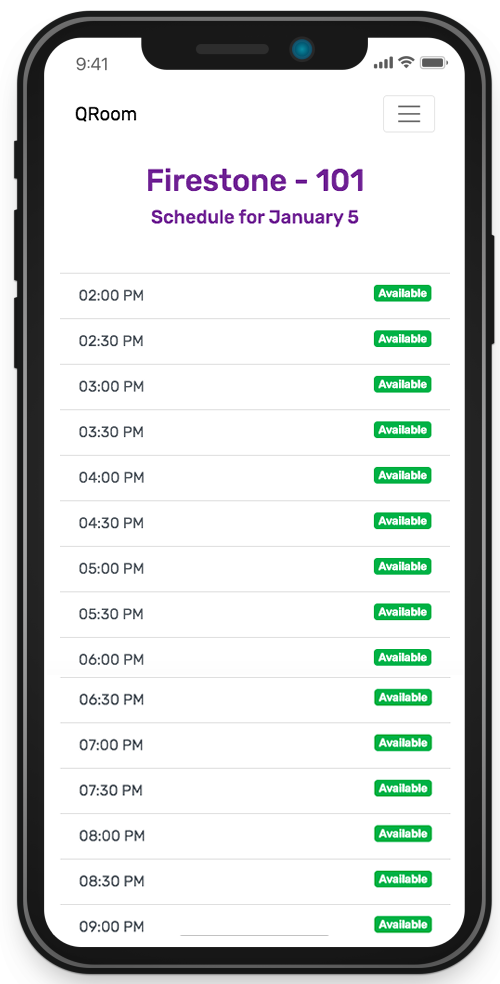 9:41
QRoom
Firestone - 101
Schedule for January 5
02:00 PM Available
02:30 PM Available
03:00 PM Available
03:30 PM Available
04:00 PM Available
04:30 PM Available
05:00 PM Available
05:30 PM Available
06:00 PM Available
06:30 PM Available
07:00 PM Available
07:30 PM Available
08:00 PM Available
08:30 PM Available
09:00 PM Available